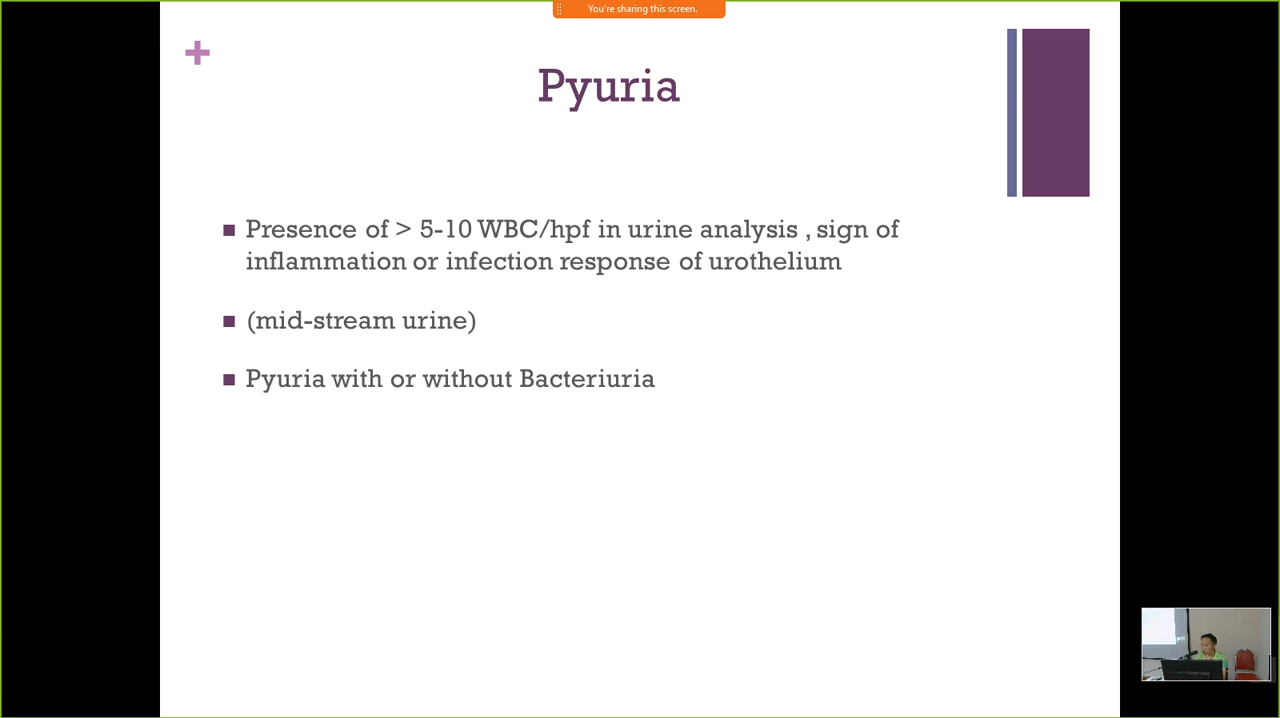 You're sharing this screen.
+
Pyuria
■ Presence of > 5-10 WBC/hpf in urine analysis , sign of
inflammation or infection response of urothelium
■ (mid-stream urine)
■ Pyuria with or without Bacteriuria